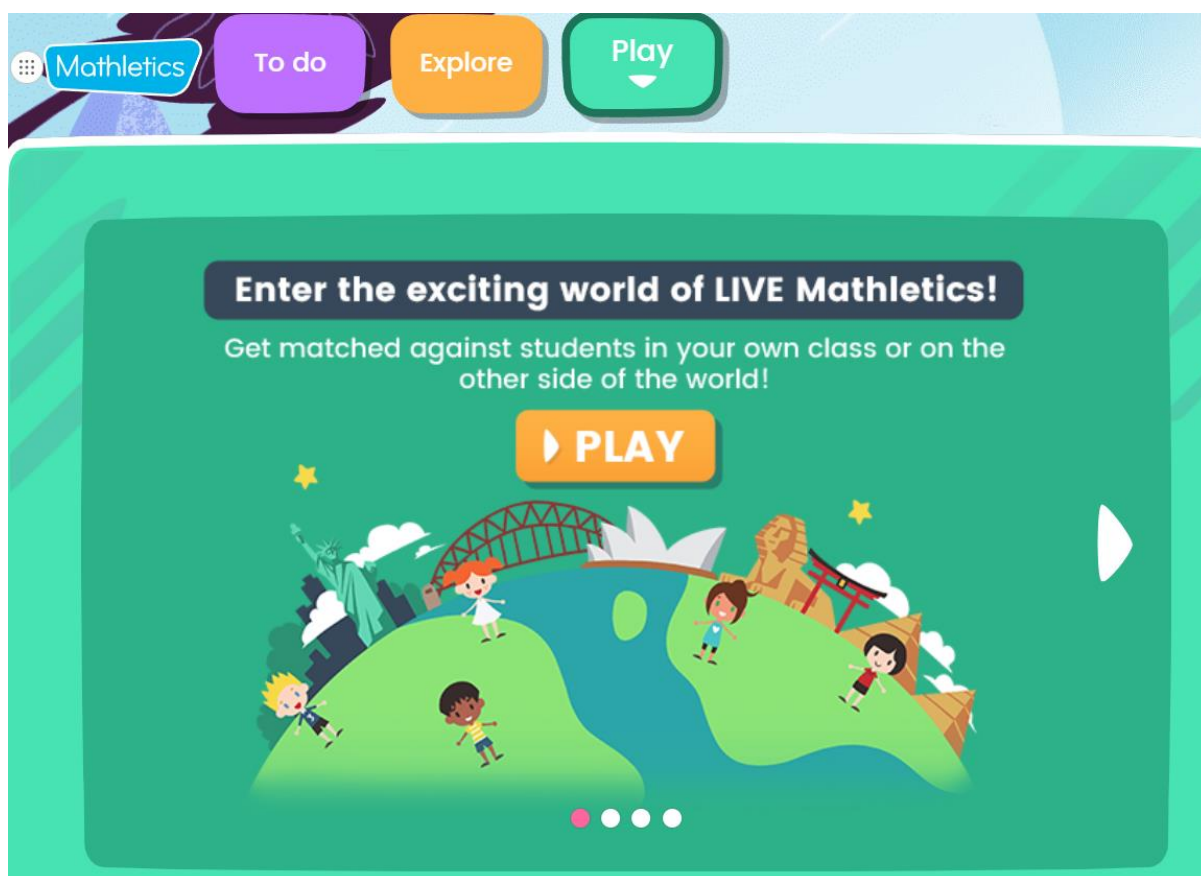 Mathletics
To do
Explore
Play
Enter the exciting world of LIVE Mathletics!
Get matched against students in your own class or on the
other side of the world!
PLAY